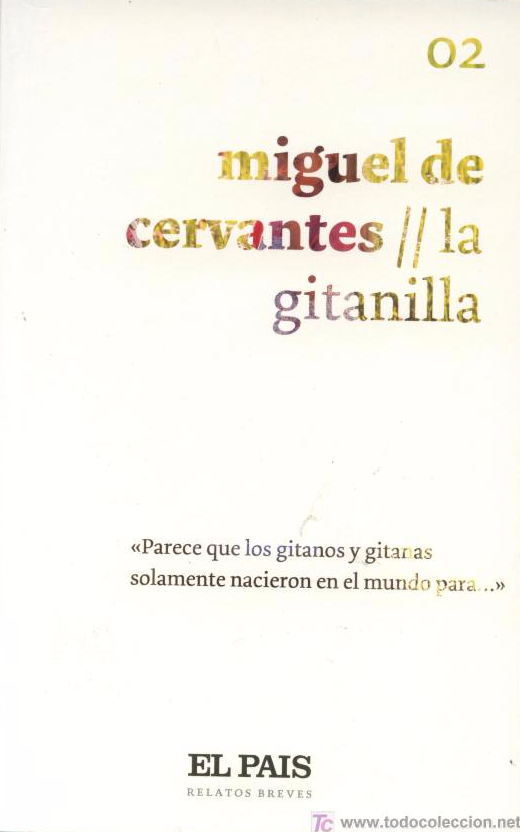 02
miguel de
cervantes // la
gitanilla
«Parece que los gitanos y gitanas
solamente nacieron en el mundo para...»
EL PAIS
RELATOS BREVES
TC www.todocoleccion.net